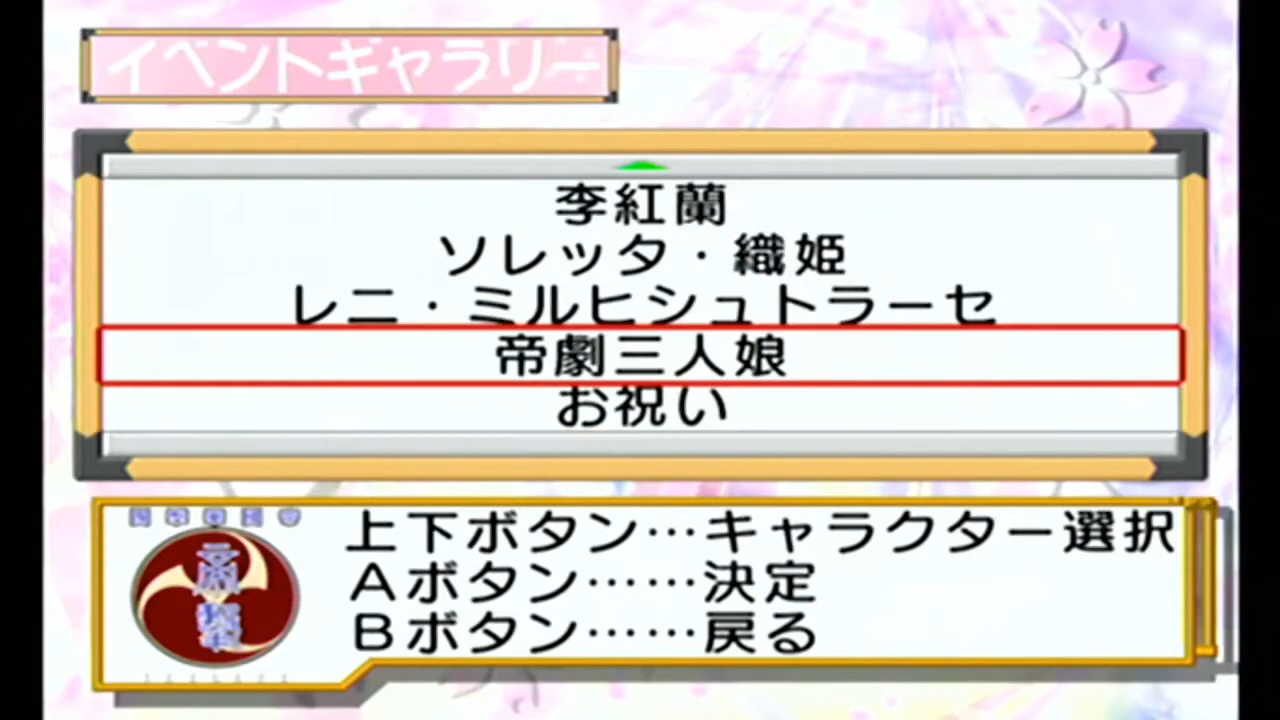 イベントギャラリー
李紅蘭
ソレッタ・織姫
レニ・ミルヒシュトラーセ
帝劇三人娘
お祝い
上下ボタン…キャラクター選択
Aボタン……決定
Bボタン……戻る